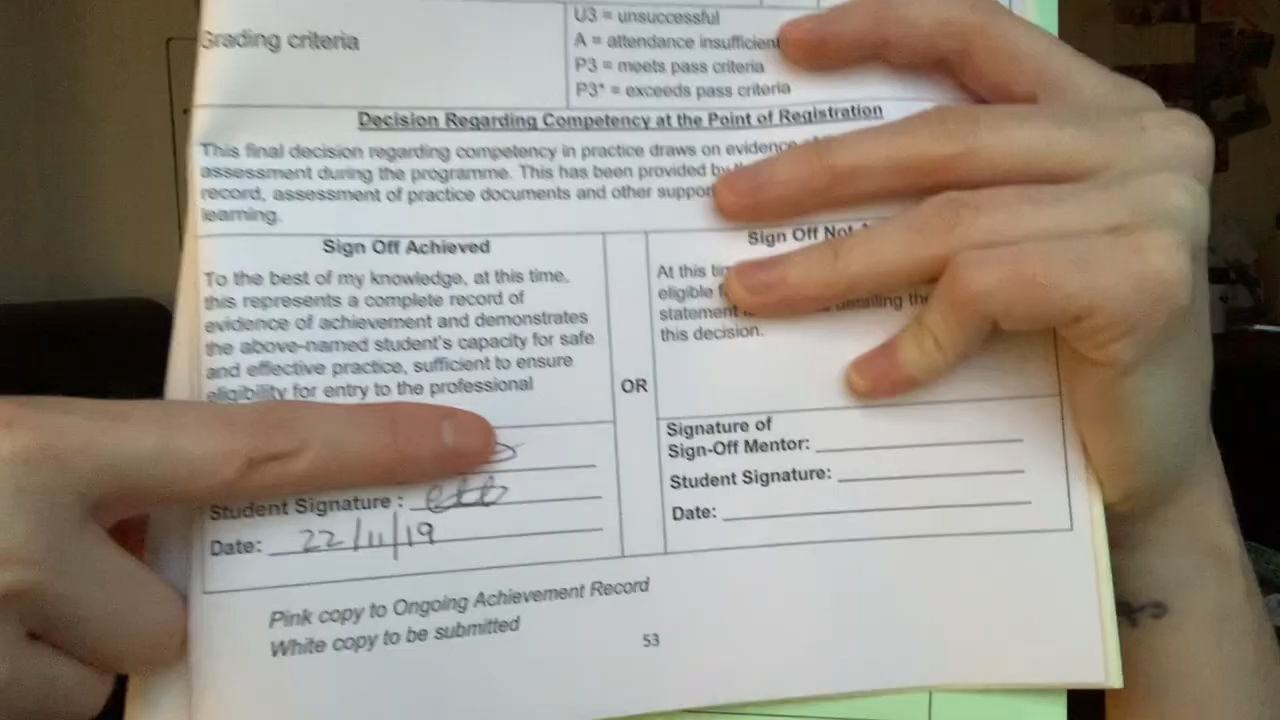 Grading criteria
U3 = unsuccessful
A = attendance insufficient
P3 = meets pass criteria
P3* = exceeds pass criteria
Decision Regarding Competency at the Point of Registration
This final decision regarding competency in practice draws on evidence
assessment during the programme. This has been provided by
record, assessment of practice documents and other
learning.
Sign Off Achieved
To the best of my knowledge, at this time,
this represents a complete record of
evidence of achievement and demonstrates
the above-named student's capacity for safe
and effective practice, sufficient to ensure
eligibility for entry to the professional
Student Signature :
Date: 22/11/19
OR
Sign Off Not
At this
eligible
statement detailing the
this decision.
Signature of
Sign-Off Mentor:
Student Signature:
Date:
Pink copy to Ongoing Achievement Record
White copy to be submitted
53